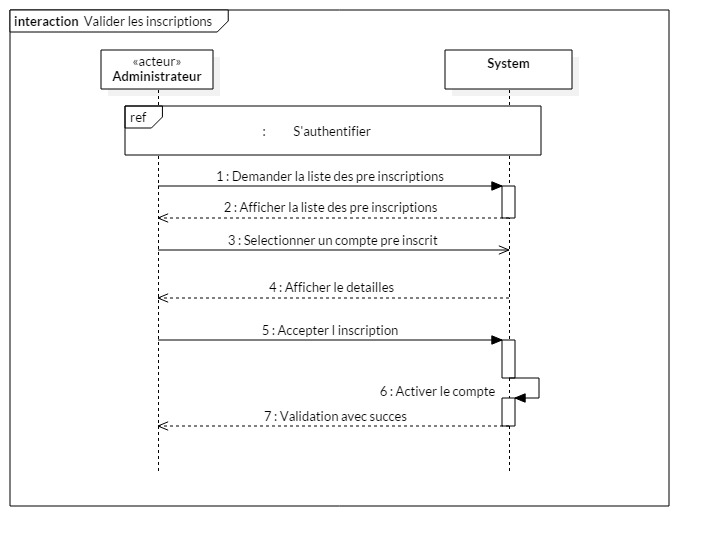 interaction Valider les inscriptions
«acteur»
Administrateur
System
ref
: S'authentifier
1 : Demander la liste des pre inscriptions
2 : Afficher la liste des pre inscriptions
3 : Selectionner un compte pre inscrit
4 : Afficher le detailles
5 : Accepter l inscription
6 : Activer le compte
7 : Validation avec succes